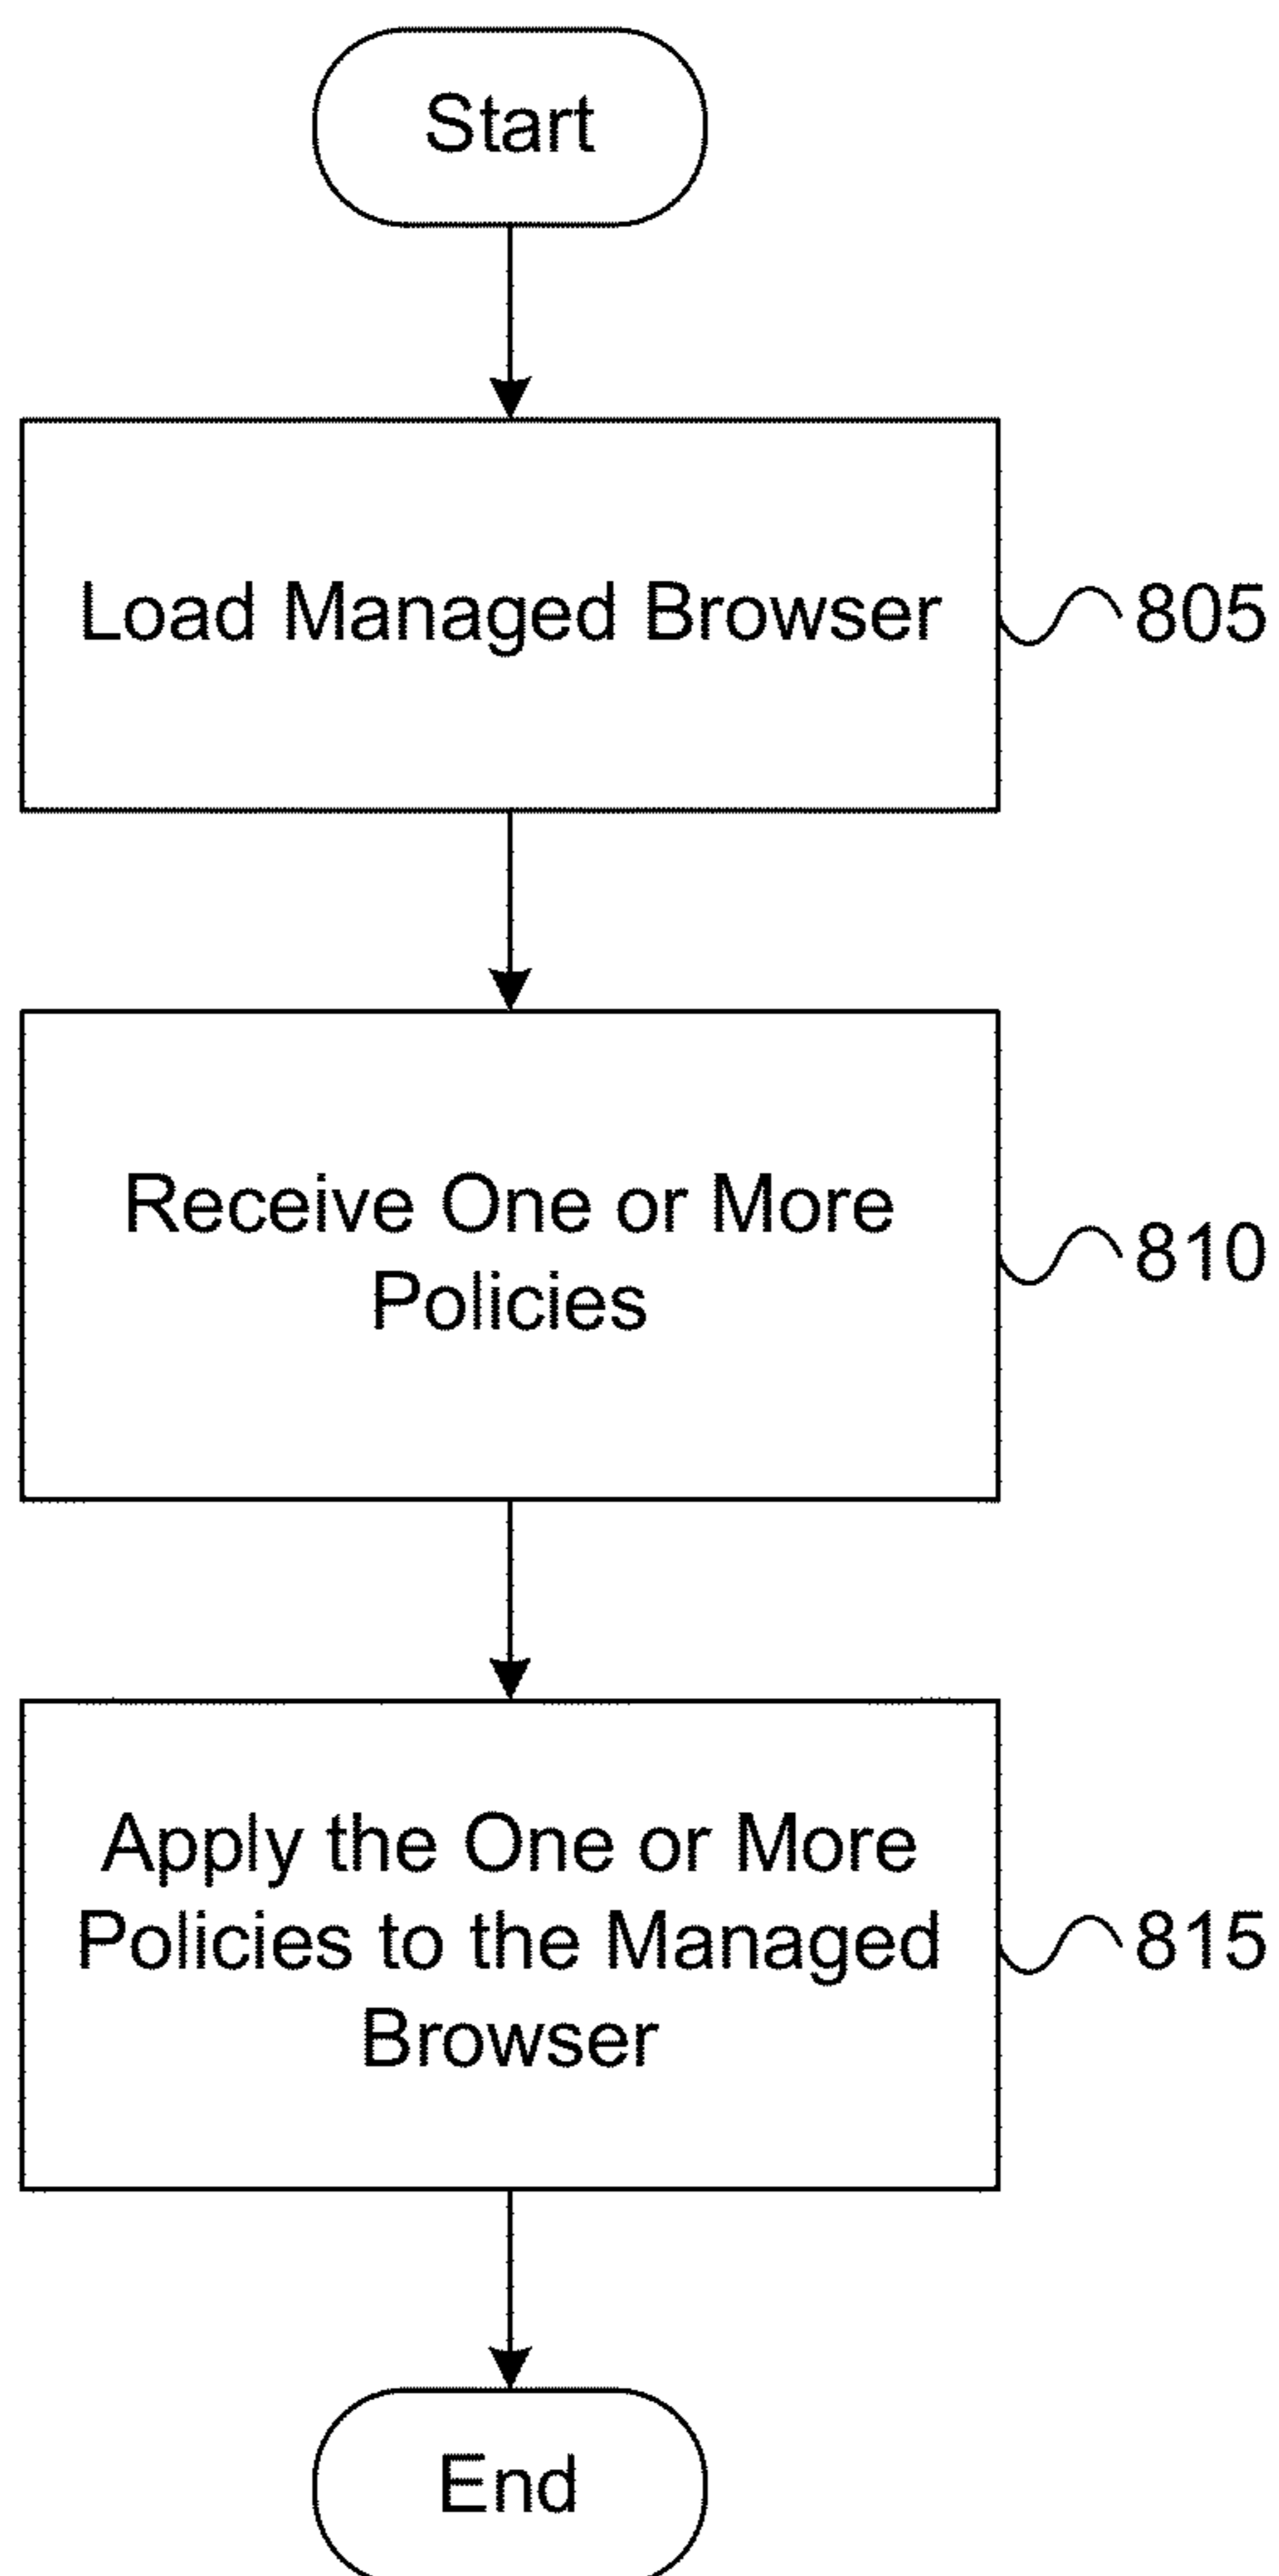 Start
Load Managed Browser
805
Receive One or More
Policies
810
Apply the One or More
Policies to the Managed
Browser
815
End